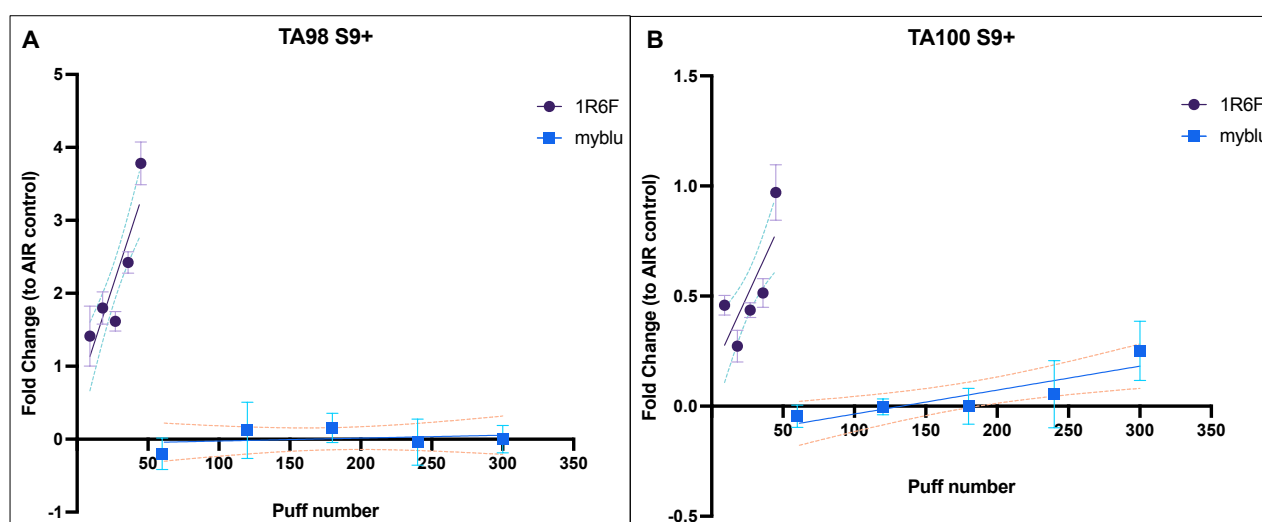 A
TA98 S9+
5
4
3
2
1
0
-1
50
100
150
200
250
300
350
Fold Change (to AIR control)
Puff number
1R6F
myblu
B
TA100 S9+
1.5
1.0
0.5
0.0
-0.5
50
100
150
200
250
300
350
Fold Change (to AIR control)
Puff number
1R6F
myblu